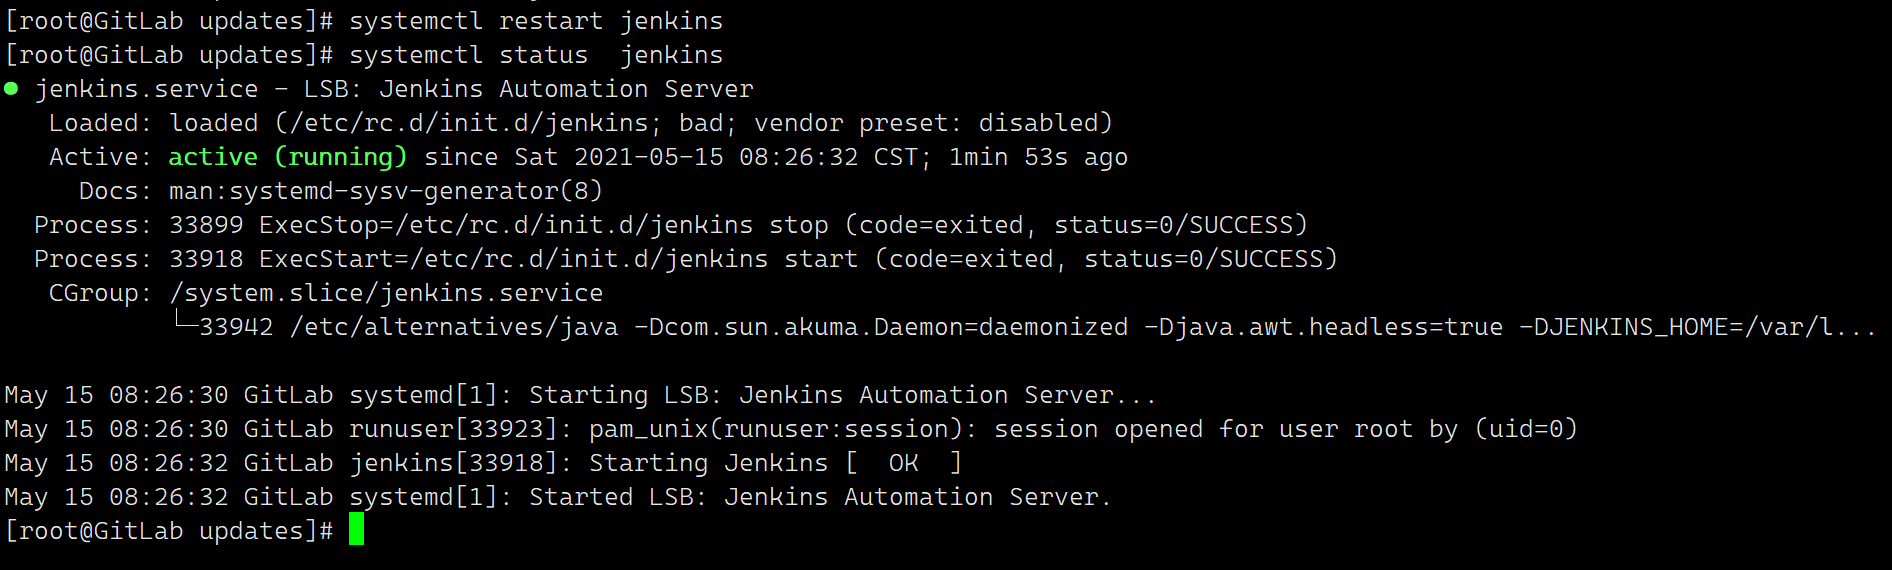 [root@GitLab updates]# systemctl restart jenkins
[root@GitLab updates]# systemctl status  jenkins
● jenkins.service - LSB: Jenkins Automation Server
   Loaded: loaded (/etc/rc.d/init.d/jenkins; bad; vendor preset: disabled)
   Active: active (running) since Sat 2021-05-15 08:26:32 CST; 1min 53s ago
     Docs: man:systemd-sysv-generator(8)
  Process: 33899 ExecStop=/etc/rc.d/init.d/jenkins stop (code=exited, status=0/SUCCESS)
  Process: 33918 ExecStart=/etc/rc.d/init.d/jenkins start (code=exited, status=0/SUCCESS)
   CGroup: /system.slice/jenkins.service
           └─33942 /etc/alternatives/java -Dcom.sun.akuma.Daemon=daemonized -Djava.awt.headless=true -DJENKINS_HOME=/var/l...

May 15 08:26:30 GitLab systemd[1]: Starting LSB: Jenkins Automation Server...
May 15 08:26:30 GitLab runuser[33923]: pam_unix(runuser:session): session opened for user root by (uid=0)
May 15 08:26:32 GitLab jenkins[33918]: Starting Jenkins [  OK  ]
May 15 08:26:32 GitLab systemd[1]: Started LSB: Jenkins Automation Server.
[root@GitLab updates]#